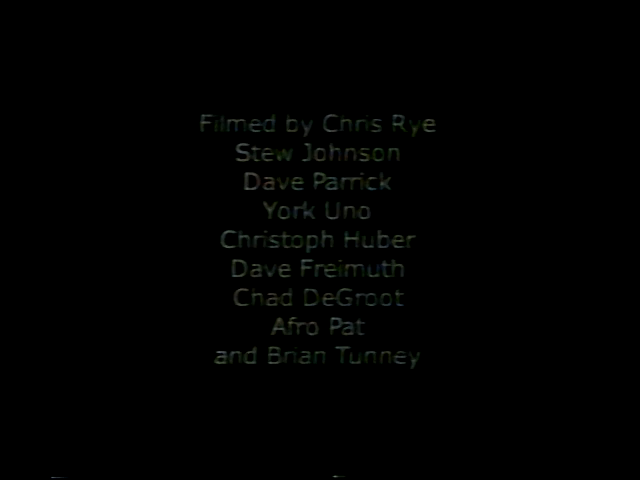 Filmed by Chris Rye
Stew Johnson
Dave Parrick
York Uno
Christoph Huber
Dave Freimuth
Chad DeGroot
Afro Pat
and Brian Tunney